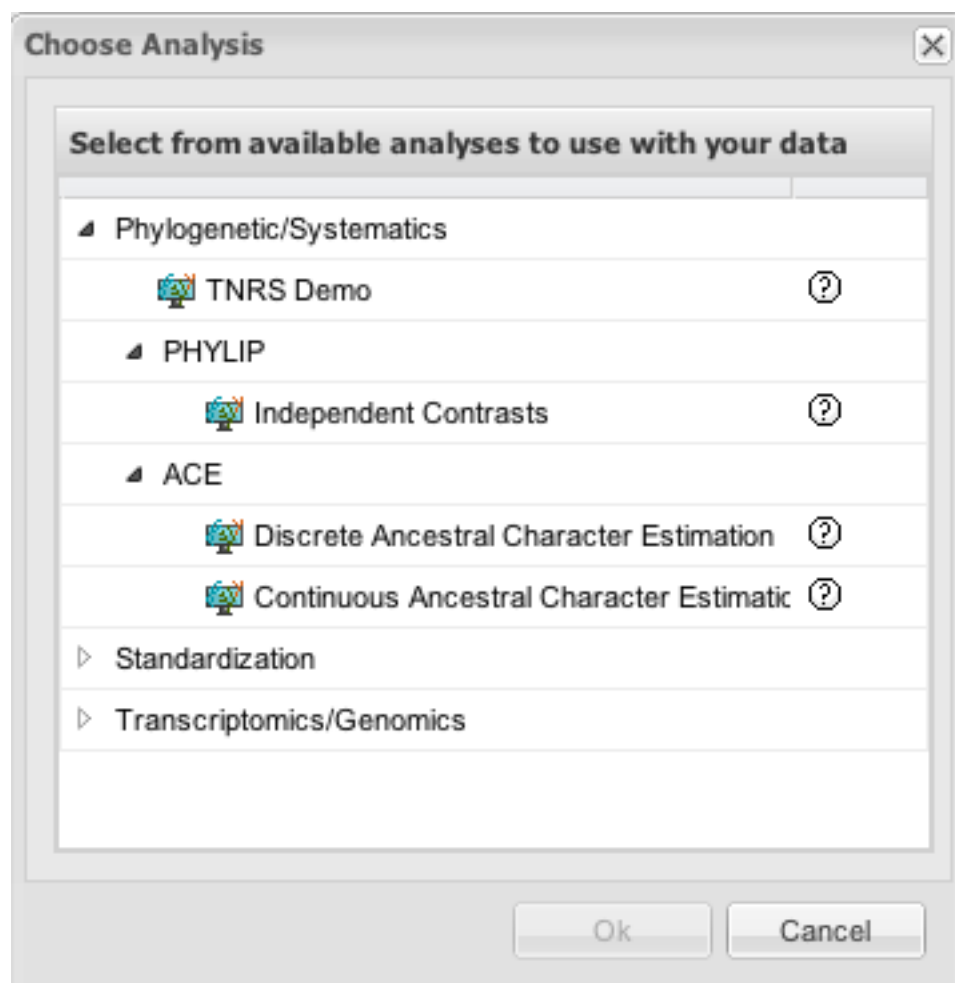 Choose Analysis
Select from available analyses to use with your data
Phylogenetic/Systematics
TNRS Demo
PHYLIP
Independent Contrasts
ACE
Discrete Ancestral Character Estimation
Continuous Ancestral Character Estimatic
Standardization
Transcriptomics/Genomics
Ok
Cancel